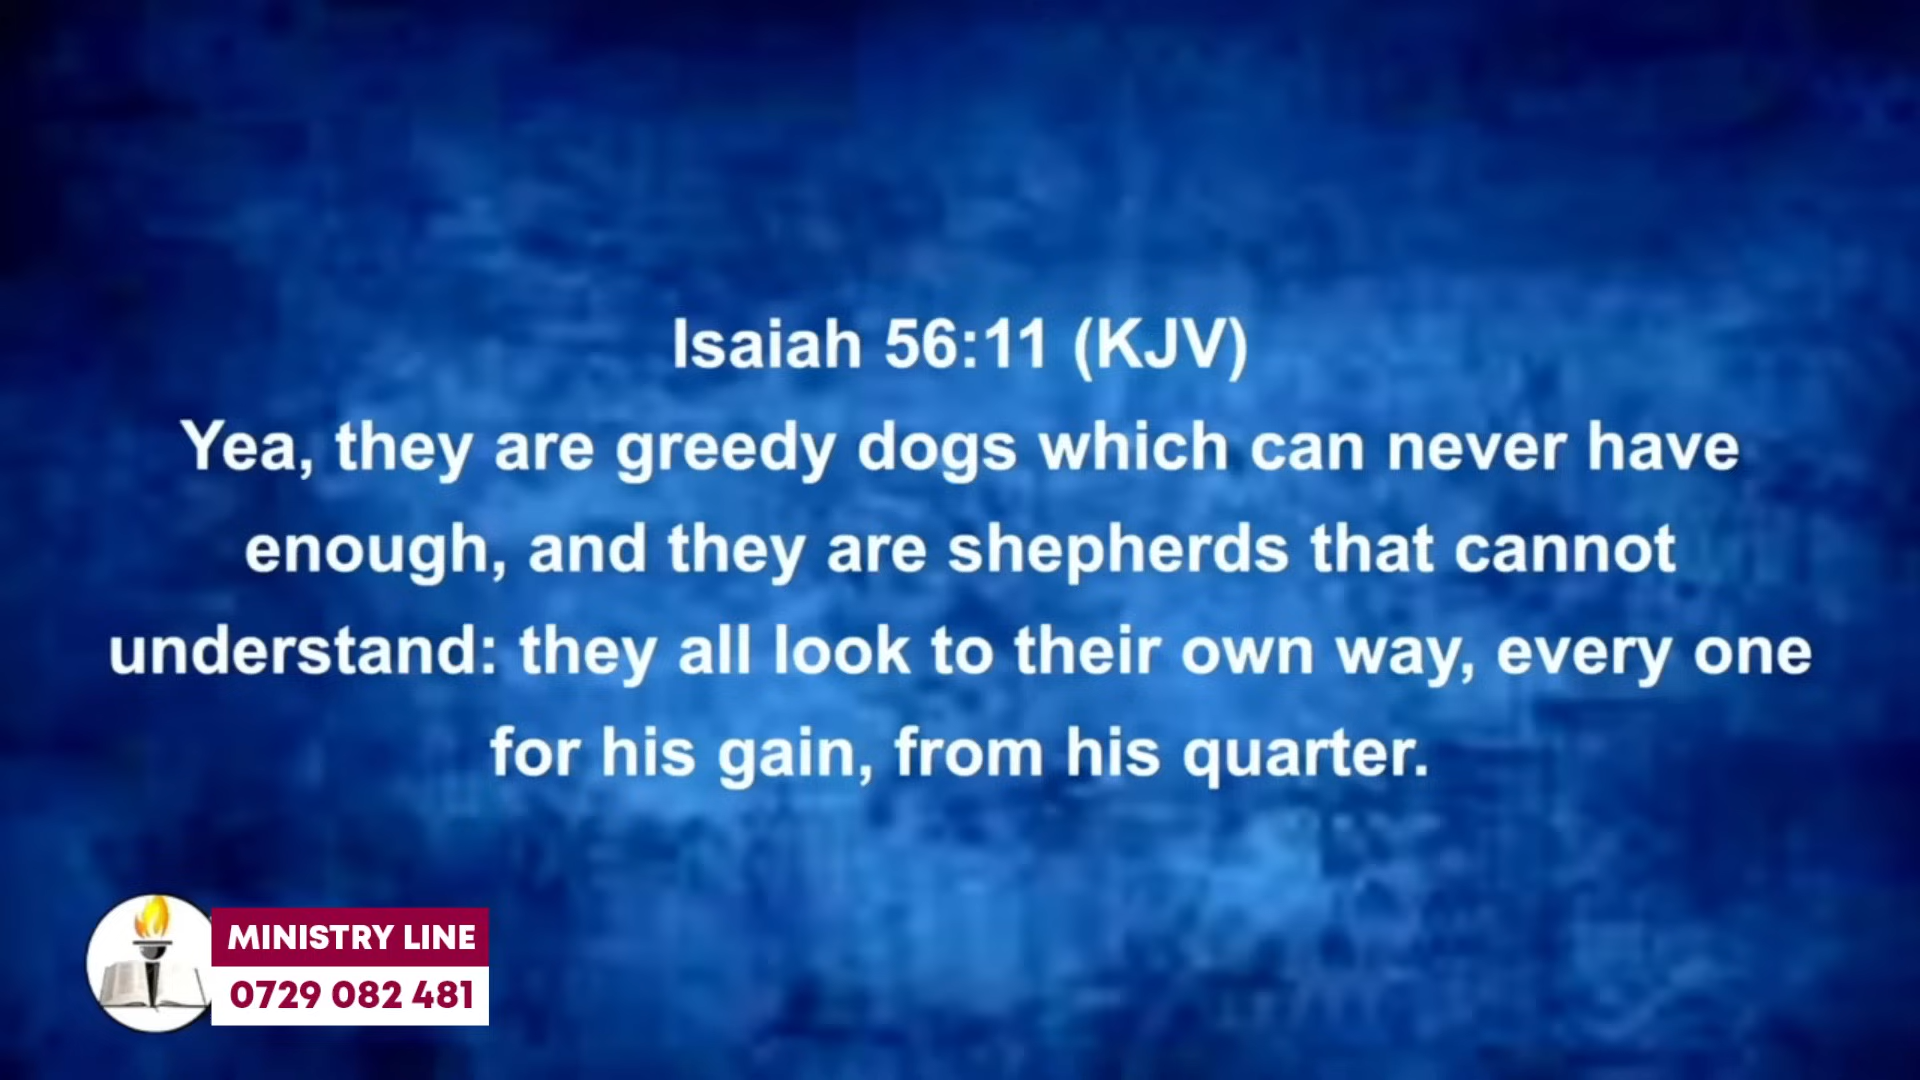 Isaiah 56:11 (KJV)
Yea, they are greedy dogs which can never have
enough, and they are shepherds that cannot
understand: they all look to their own way, every one
for his gain, from his quarter.
MINISTRY LINE
0729 082 481